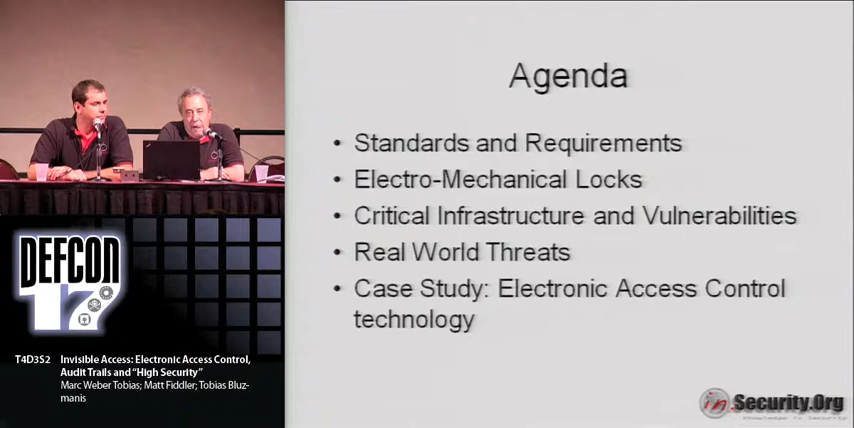 Agenda
• Standards and Requirements
• Electro-Mechanical Locks
• Critical Infrastructure and Vulnerabilities
• Real World Threats
• Case Study: Electronic Access Control
technology
DEFCON
17
T4D3S2 Invisible Access: Electronic Access Control,
Audit Trails and “High Security”
Marc Weber Tobias; Matt Fiddler; Tobias Bluz-
manis
in.Security.Org